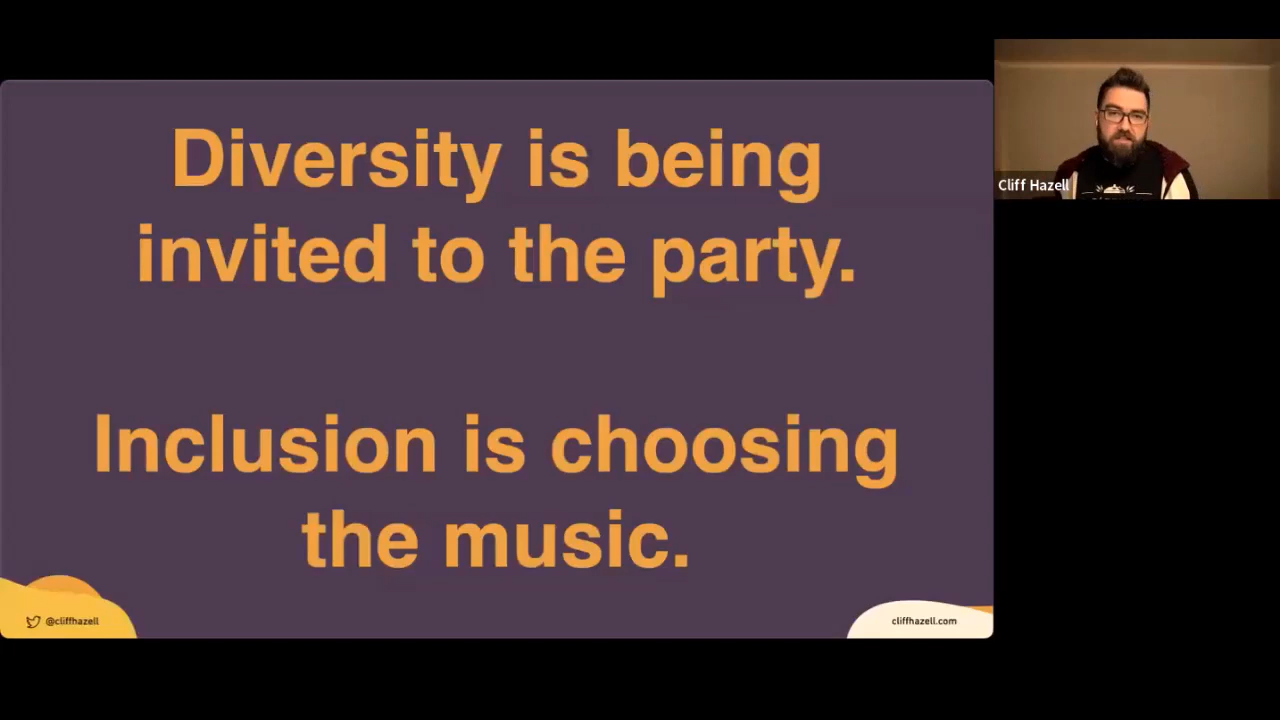 Diversity is being
invited to the party.
Inclusion is choosing
the music.
@cliffhazell
cliffhazell.com
Cliff Hazell